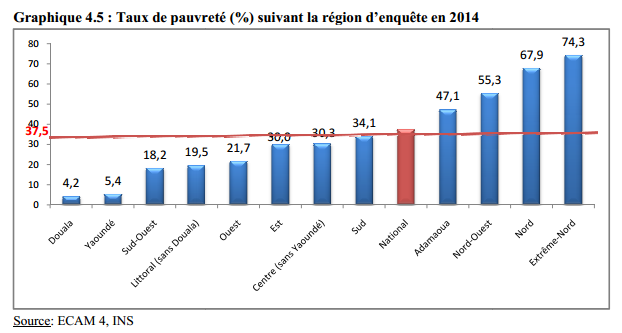 Graphique 4.5 : Taux de pauvreté (%) suivant la région d’enquête en 2014
80
70
60
50
40
30
20
10
0
37,5
4,2
5,4
18,2
19,5
21,7
30,0
30,3
34,1
47,1
55,3
67,9
74,3
Douala
Yaoundé
Sud-Ouest
Littoral (sans Douala)
Ouest
Est
Centre (sans Yaoundé)
Sud
National
Adamaoua
Nord-Ouest
Nord
Extrême-Nord
Source: ECAM 4, INS